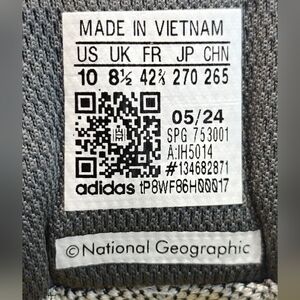 MADE IN VIETNAM
US UK FR JP CHN
10 8½ 42⅔ 270 265
05/24
SPG 753001
A:IH5014
#134682871
adidas tP8WF86H00017
©National Geographic